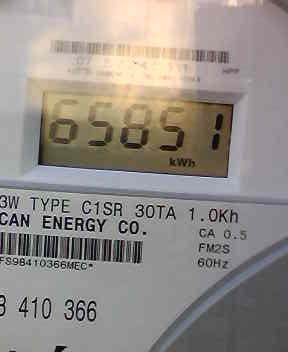 65851
kWh
3W TYPE C1SR 30TA 1.0Kh
CAN ENERGY CO.
CA 0.5
FM2S
FS98410366MEC*
60Hz
3 410 366